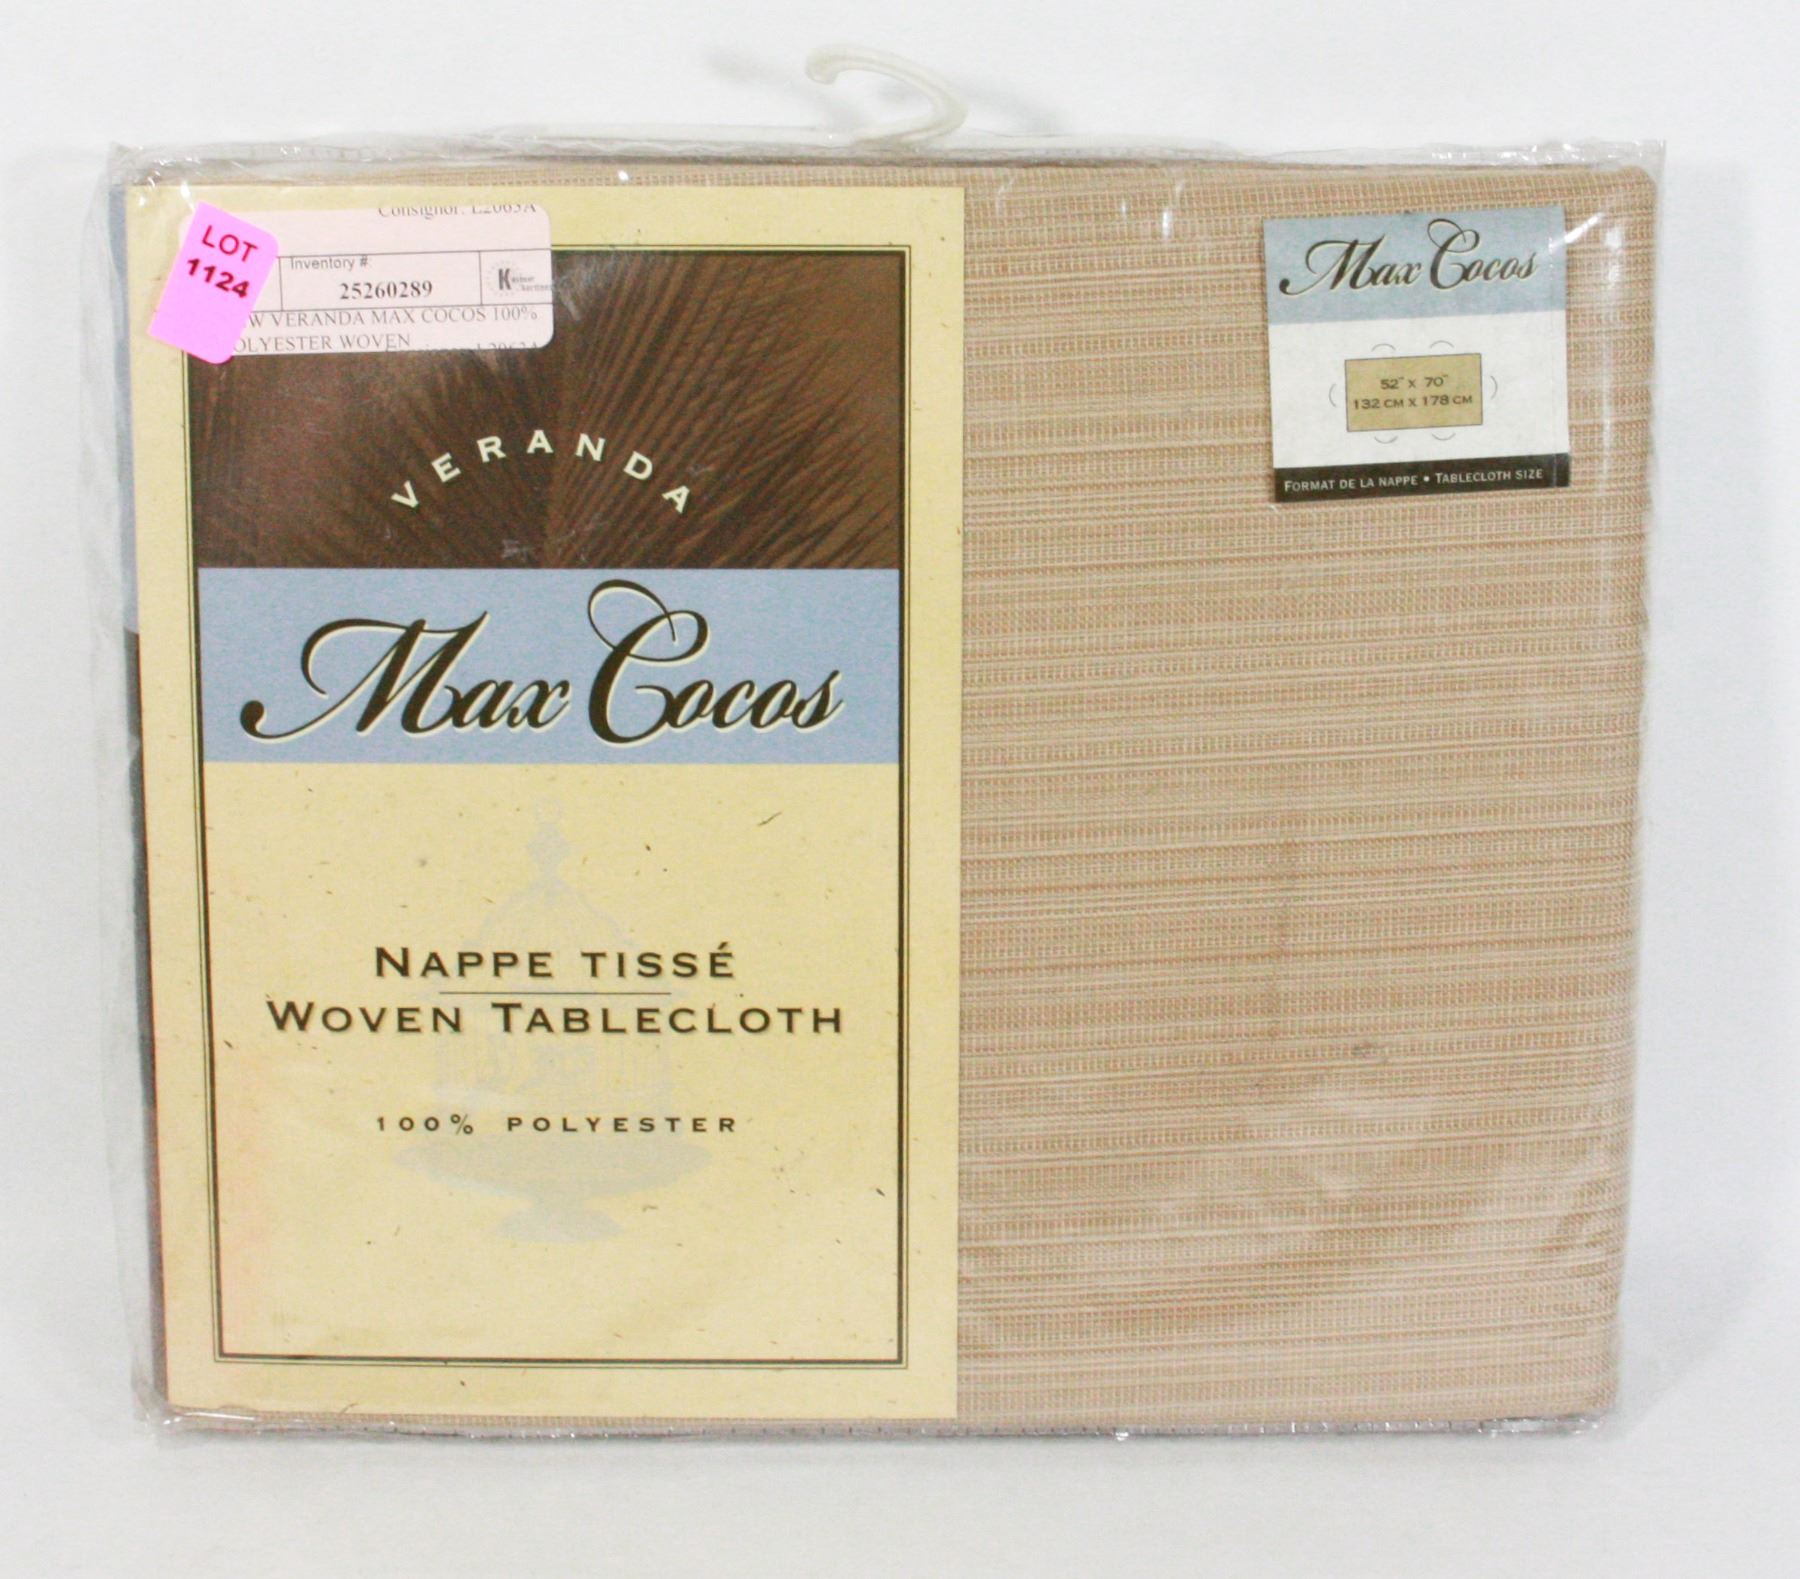 Consignor: L2063A
LOT
1124
Inventory #:
25260289
VERANDA MAX COCOS 100%
POLYESTER WOVEN
VERANDA
Max Cocos
NAPPE TISSÉ
WOVEN TABLECLOTH
100% POLYESTER
Max Cocos
52" X 70"
132 CM X 178 CM
FORMAT DE LA NAPPE • TABLECLOTH SIZE